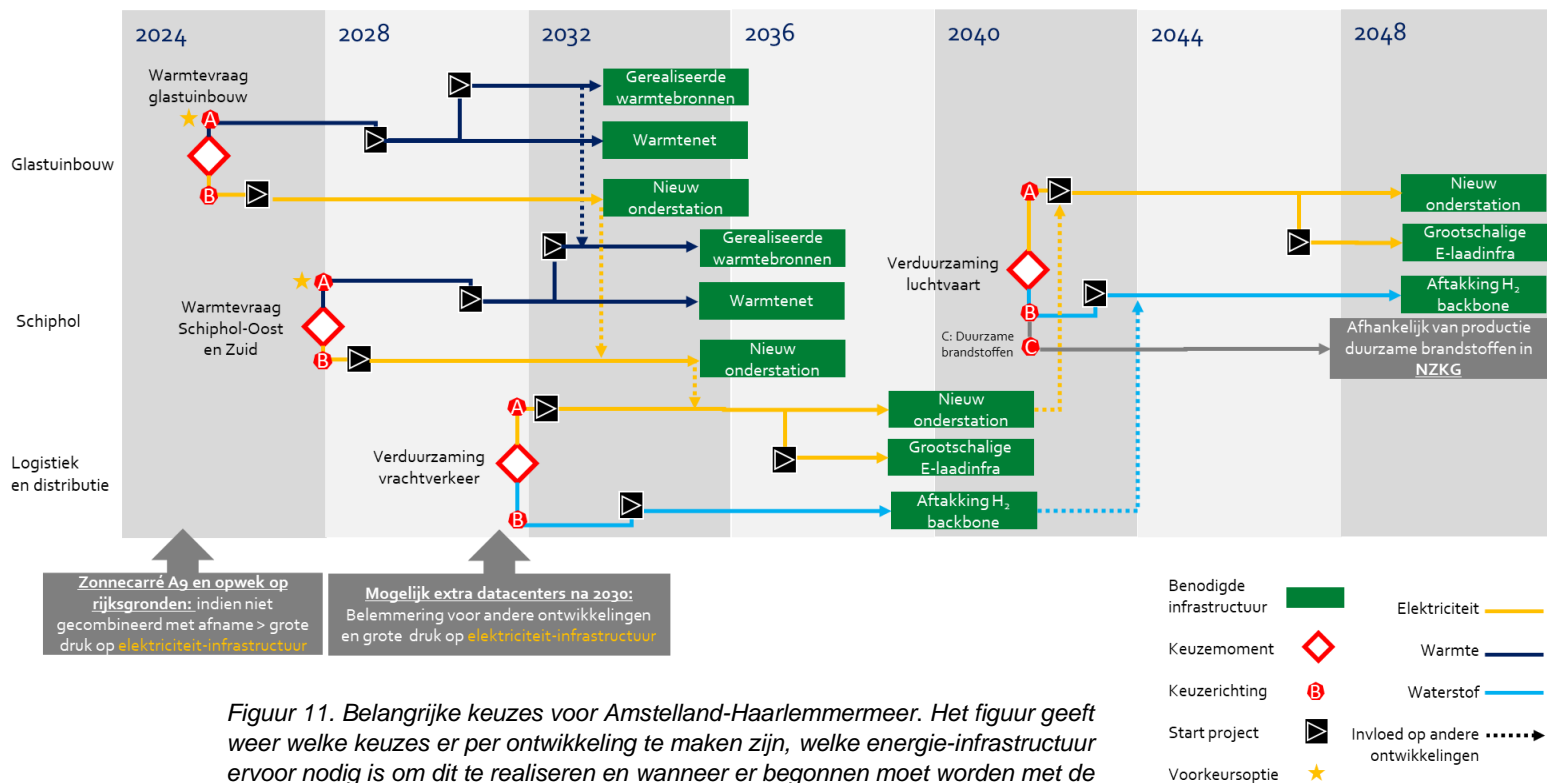 2024
2028
2032
2036
2040
2044
2048
Warmtevraag
glastuinbouw
Glastuinbouw
A
B
Gerealiseerde
warmtebronnen
Warmtenet
Nieuw
onderstation
Schiphol
Warmtevraag
Schiphol-Oost
en Zuid
A
B
Gerealiseerde
warmtebronnen
Warmtenet
Nieuw
onderstation
Verduurzaming
luchtvaart
A
B
C: Duurzame
brandstoffen
C
Nieuw
onderstation
Grootschalige
E-laadinfra
Aftakking H₂
backbone
Afhankelijk van productie
duurzame brandstoffen in
NZKG
Logistiek
en distributie
Verduurzaming
vrachtverkeer
A
B
Nieuw
onderstation
Grootschalige
E-laadinfra
Aftakking H₂
backbone
Zonnecarré A9 en opwek op
rijksgronden: indien niet
gecombineerd met afname > grote
druk op elektriciteit-infrastructuur
Mogelijk extra datacenters na 2030:
Belemmering voor andere ontwikkelingen
en grote druk op elektriciteit-infrastructuur
Benodigde
infrastructuur
Keuzemoment
Keuzerichting
B
Start project
Voorkeursoptie
Elektriciteit
Warmte
Waterstof
Invloed op andere
ontwikkelingen
Figuur 11. Belangrijke keuzes voor Amstelland-Haarlemmermeer. Het figuur geeft
weer welke keuzes er per ontwikkeling te maken zijn, welke energie-infrastructuur
ervoor nodig is om dit te realiseren en wanneer er begonnen moet worden met de